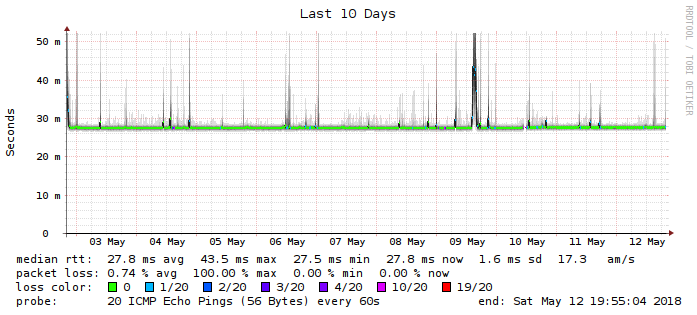 Last 10 Days
RRDTOOL / TOBI OETIKER
Seconds
50 m
40 m
30 m
20 m
10 m
0
03 May 04 May 05 May 06 May 07 May 08 May 09 May 10 May 11 May 12 May
median rtt: 27.8 ms avg 43.5 ms max 27.5 ms min 27.8 ms now 1.6 ms sd 17.3 am/s
packet loss: 0.74 % avg 100.00 % max 0.00 % min 0.00 % now
loss color: 0 1/20 2/20 3/20 4/20 10/20 19/20
probe: 20 ICMP Echo Pings (56 Bytes) every 60s end: Sat May 12 19:55:04 2018